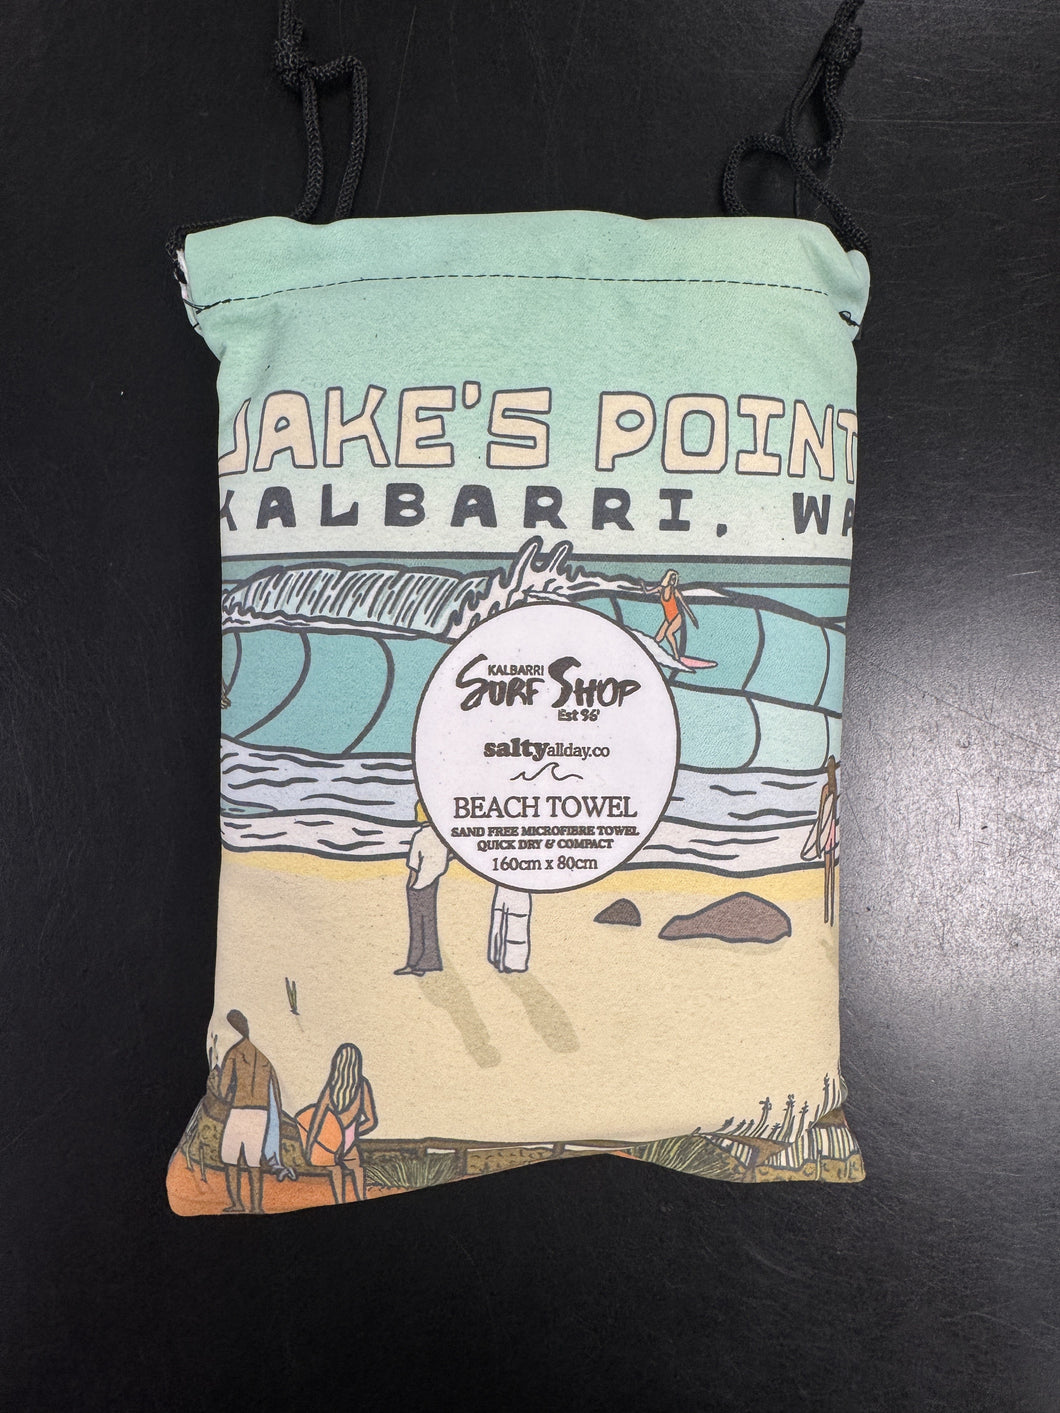 JAKE'S POINT
KALBARRI, WA
KALBARRI
SURF SHOP
Est 96'
saltyallday.co
BEACH TOWEL
SAND FREE MICROFIBRE TOWEL
QUICK DRY & COMPACT
160cm x 80cm